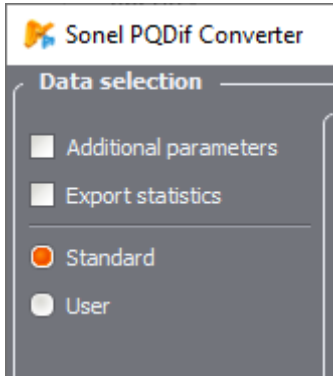 Sonel PQDif Converter
Data selection
Additional parameters
Export statistics
Standard
User